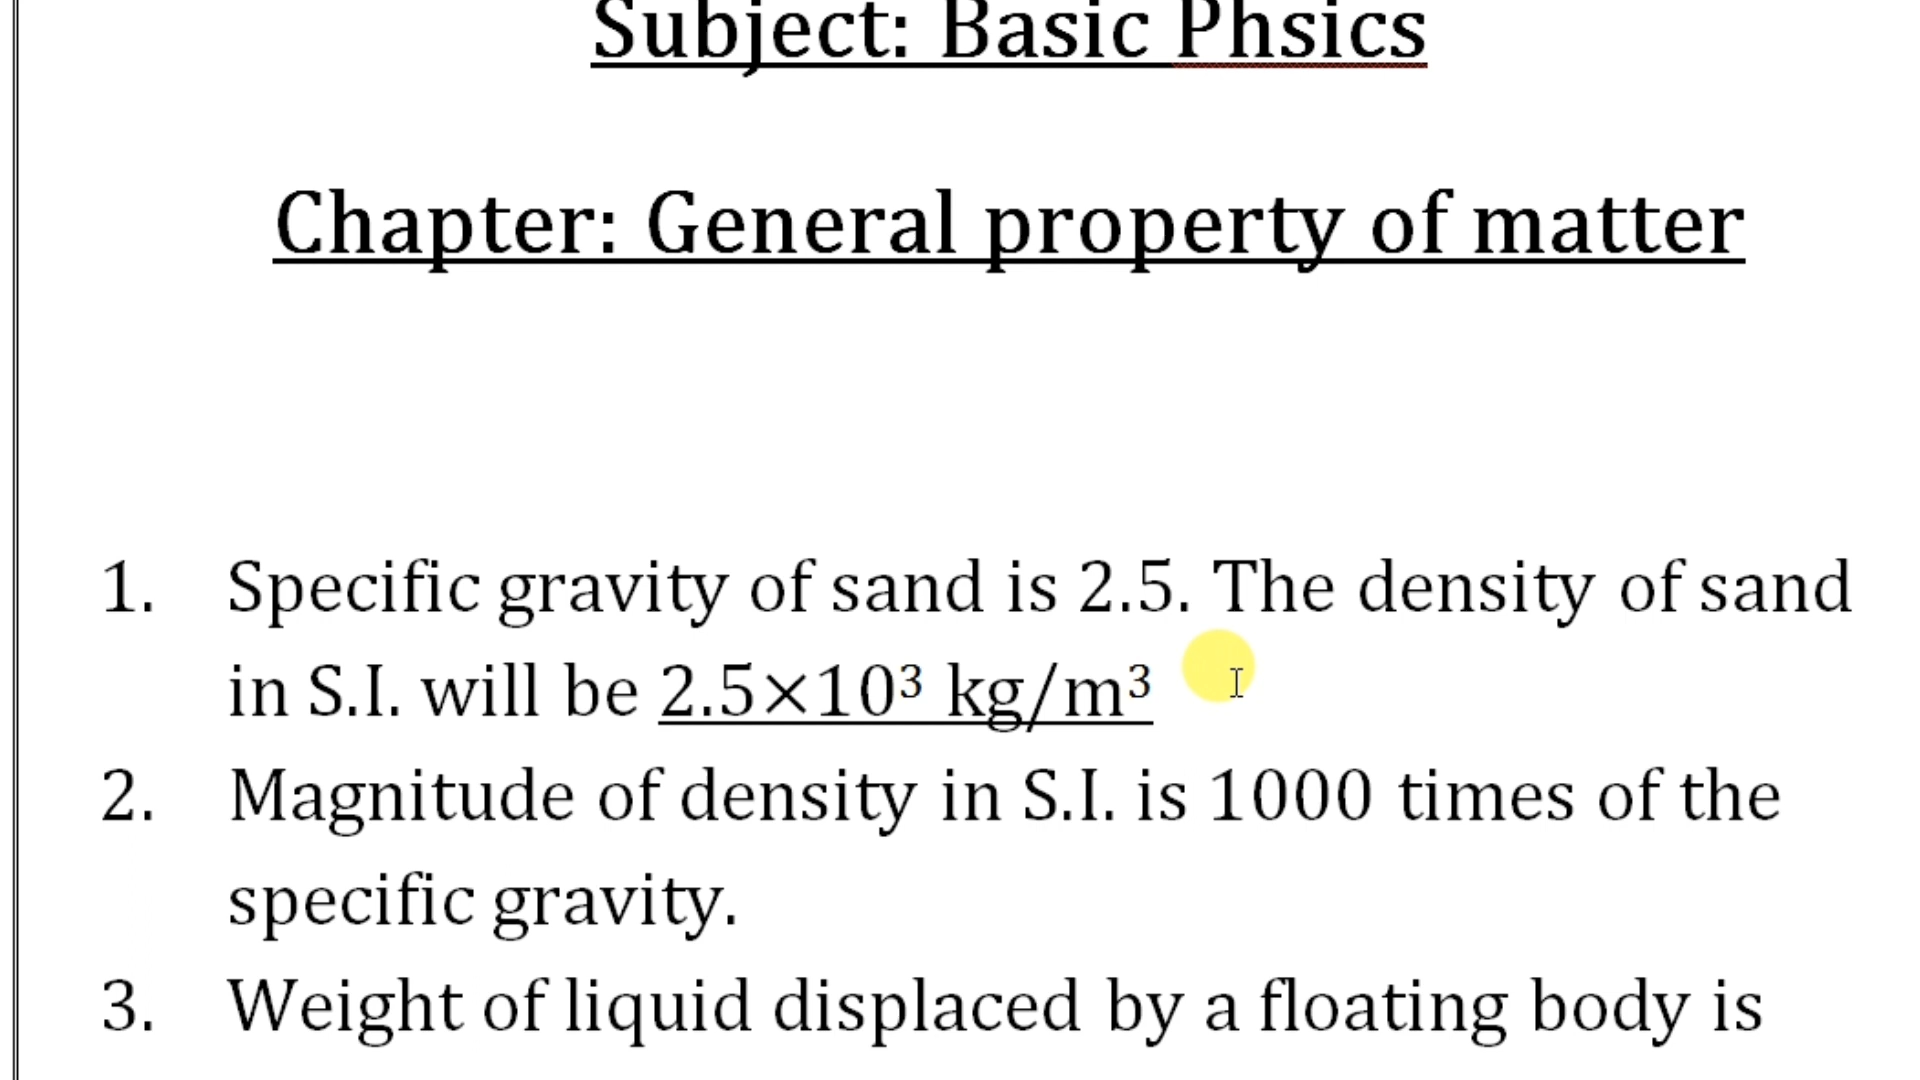 Subject: Basic Phsics
Chapter: General property of matter
1. Specific gravity of sand is 2.5. The density of sand
in S.I. will be 2.5×10³ kg/m³
2. Magnitude of density in S.I. is 1000 times of the
specific gravity.
3. Weight of liquid displaced by a floating body is